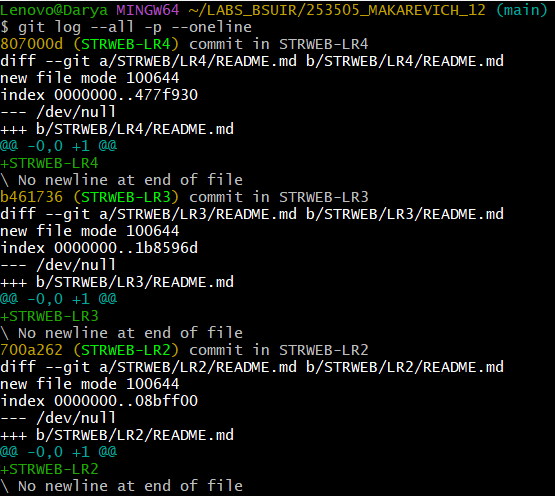 Lenovo@Darya MINGW64 ~/LABS_BSUIR/253505_MAKAREVICH_12 (main)
$ git log --all -p --oneline
807000d (STRWEB-LR4) commit in STRWEB-LR4
diff --git a/STRWEB/LR4/README.md b/STRWEB/LR4/README.md
new file mode 100644
index 0000000..477f930
--- /dev/null
+++ b/STRWEB/LR4/README.md
@@ -0,0 +1 @@
+STRWEB-LR4
\ No newline at end of file
b461736 (STRWEB-LR3) commit in STRWEB-LR3
diff --git a/STRWEB/LR3/README.md b/STRWEB/LR3/README.md
new file mode 100644
index 0000000..1b8596d
--- /dev/null
+++ b/STRWEB/LR3/README.md
@@ -0,0 +1 @@
+STRWEB-LR3
\ No newline at end of file
700a262 (STRWEB-LR2) commit in STRWEB-LR2
diff --git a/STRWEB/LR2/README.md b/STRWEB/LR2/README.md
new file mode 100644
index 0000000..08bff00
--- /dev/null
+++ b/STRWEB/LR2/README.md
@@ -0,0 +1 @@
+STRWEB-LR2
\ No newline at end of file